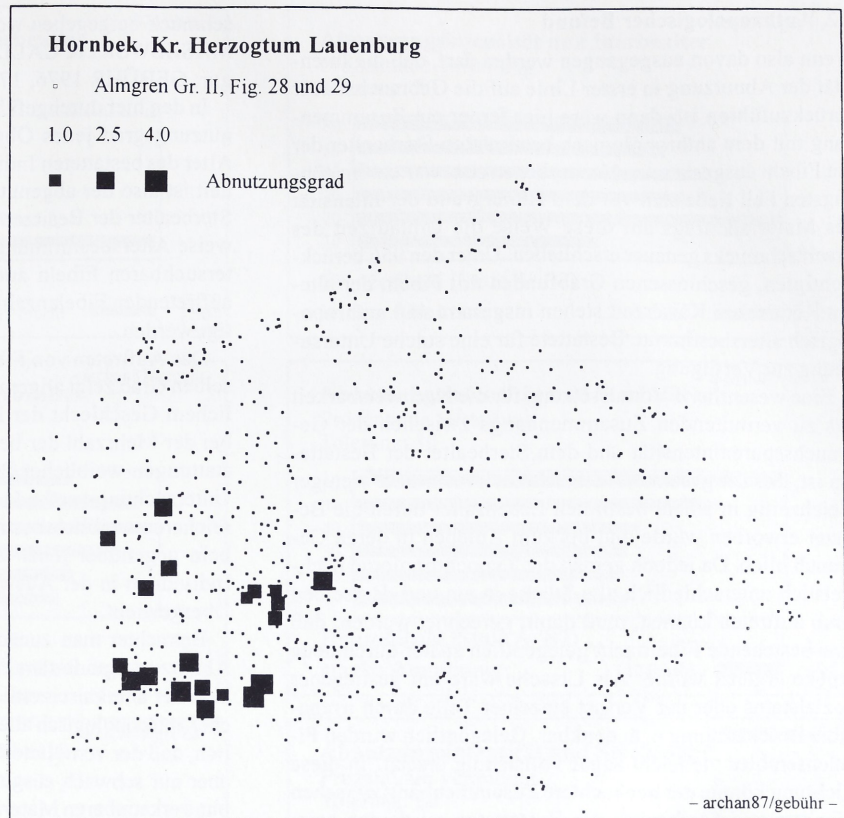 Hornbek, Kr. Herzogtum Lauenburg
Almgren Gr. II, Fig. 28 und 29
1.0 2.5 4.0
Abnutzungsgrad
– archan87/gebühr –